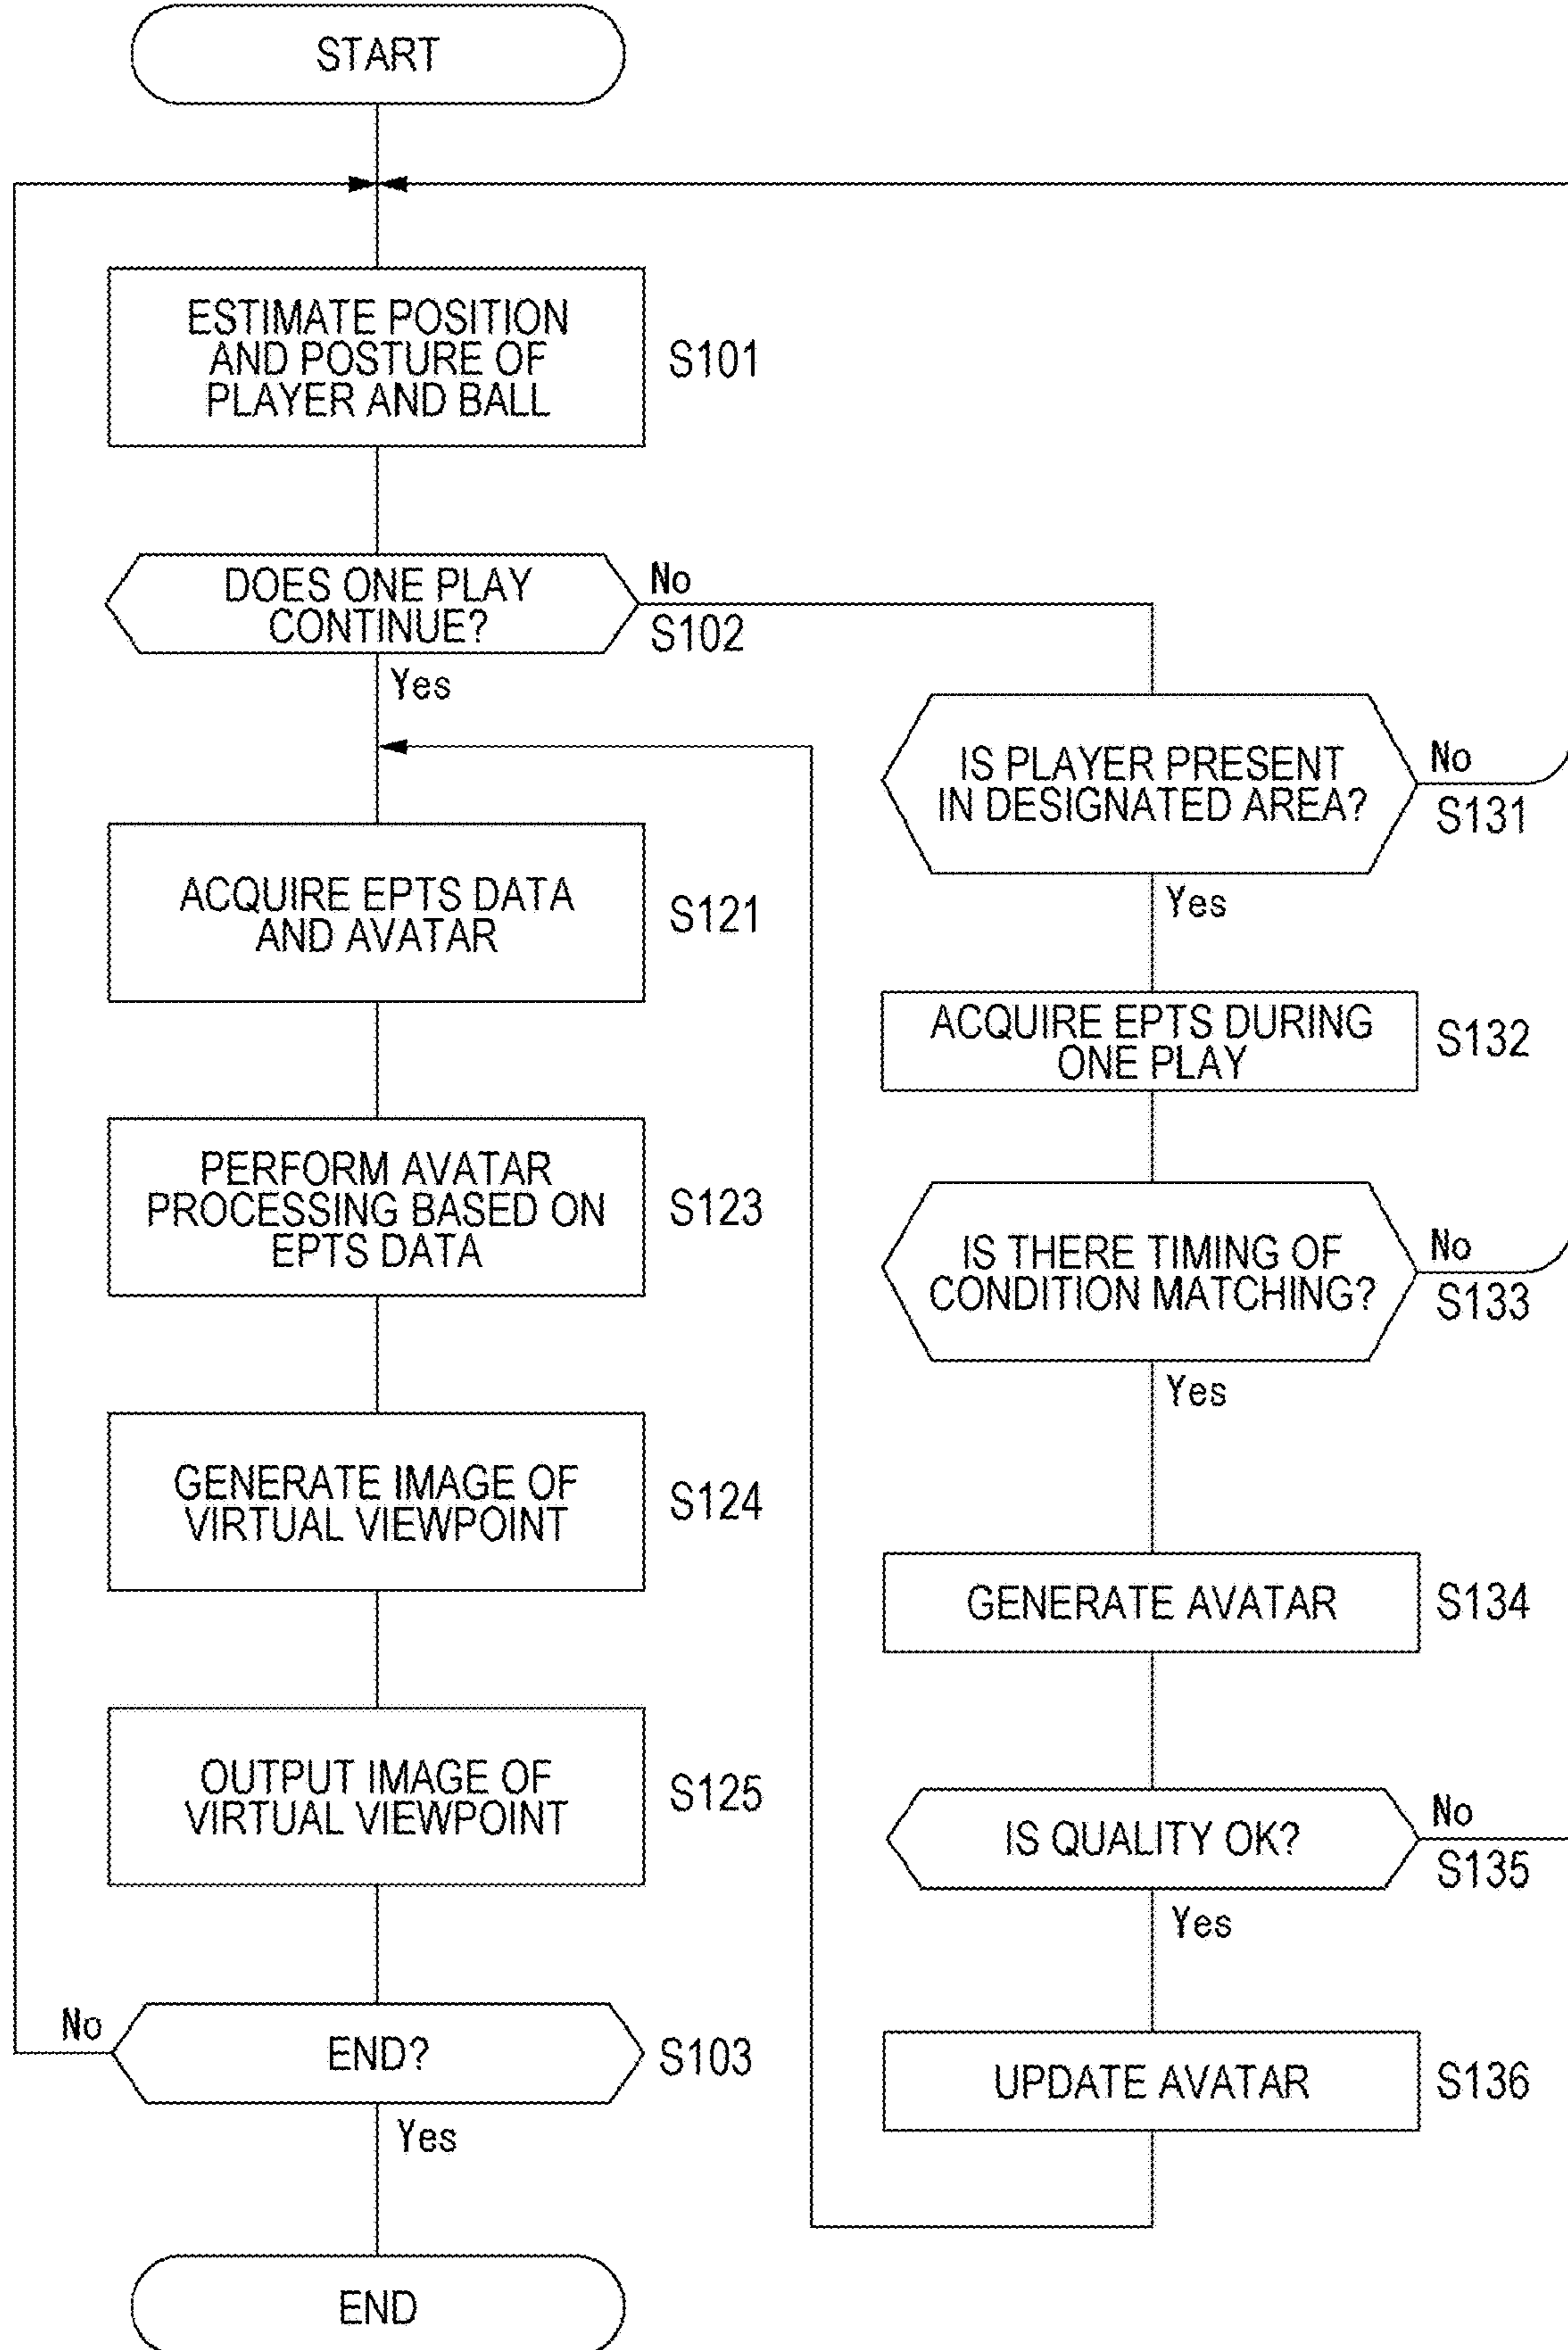 START
ESTIMATE POSITION
AND POSTURE OF
PLAYER AND BALL
S101
DOES ONE PLAY
CONTINUE?
No
S102
Yes
ACQUIRE EPTS DATA
AND AVATAR
S121
PERFORM AVATAR
PROCESSING BASED ON
EPTS DATA
S123
GENERATE IMAGE OF
VIRTUAL VIEWPOINT
S124
OUTPUT IMAGE OF
VIRTUAL VIEWPOINT
S125
No
END?
S103
Yes
END
IS PLAYER PRESENT
IN DESIGNATED AREA?
No
S131
Yes
ACQUIRE EPTS DURING
ONE PLAY
S132
IS THERE TIMING OF
CONDITION MATCHING?
No
S133
Yes
GENERATE AVATAR
S134
IS QUALITY OK?
No
S135
Yes
UPDATE AVATAR
S136